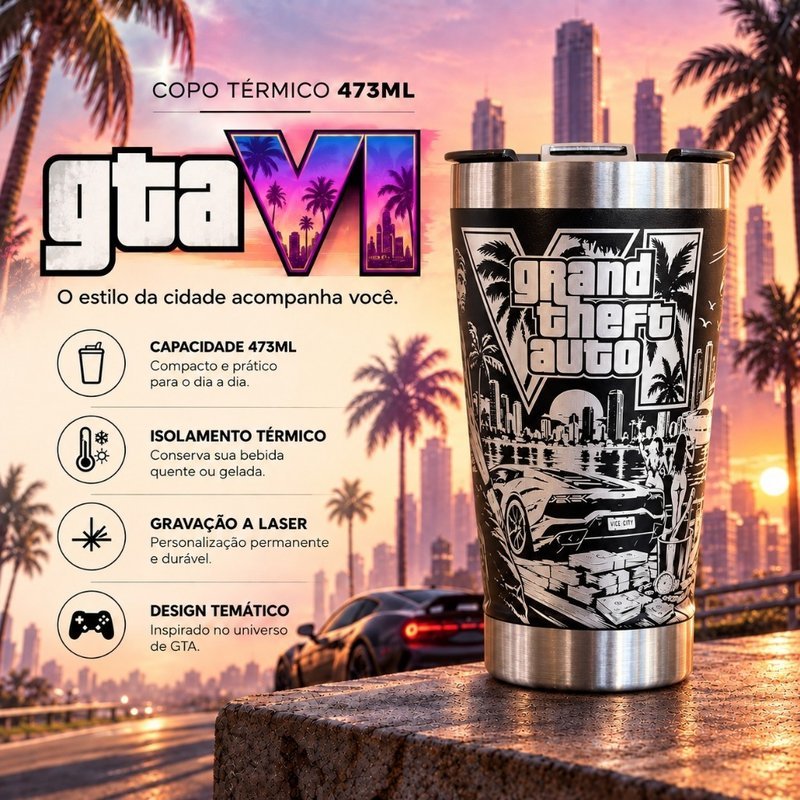 COPO TÉRMICO 473ML
gta VI
O estilo da cidade acompanha você.
CAPACIDADE 473ML
Compacto e prático
para o dia a dia.
ISOLAMENTO TÉRMICO
Conserva sua bebida
quente ou gelada.
GRAVAÇÃO A LASER
Personalização permanente
e durável.
DESIGN TEMÁTICO
Inspirado no universo
de GTA.
VI
grand
theft
auto
VICE CITY